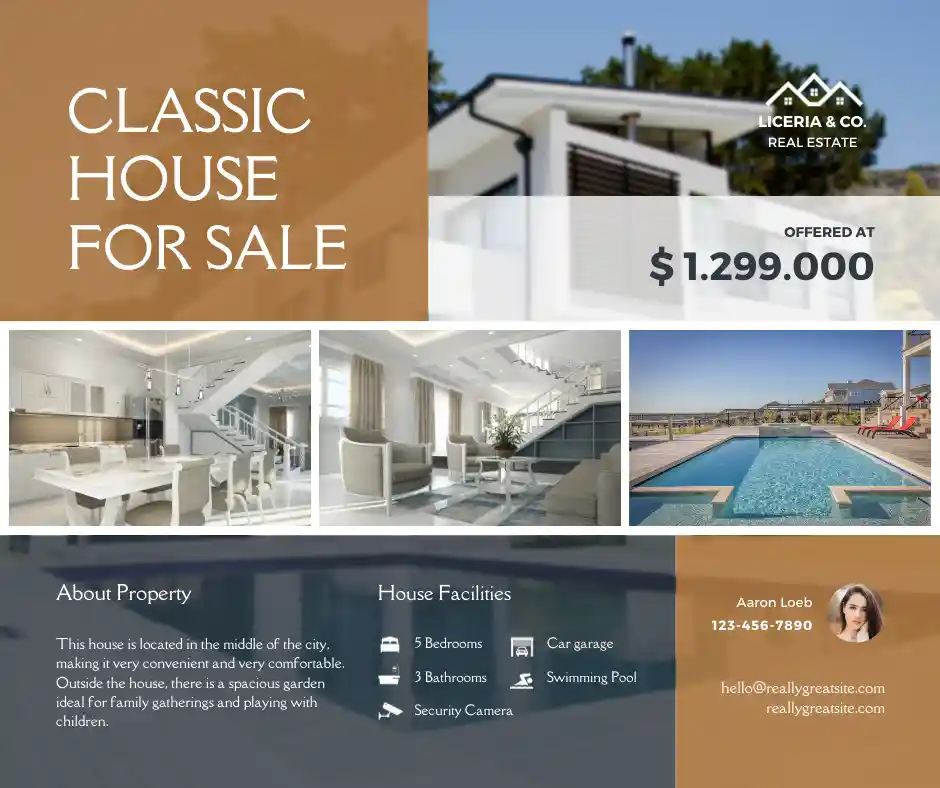 CLASSIC
HOUSE
FOR SALE
LICERIA & CO.
REAL ESTATE
OFFERED AT
$ 1.299.000
About Property
This house is located in the middle of the city,
making it very convenient and very comfortable.
Outside the house, there is a spacious garden
ideal for family gatherings and playing with
children.
House Facilities
5 Bedrooms
Car garage
3 Bathrooms
Swimming Pool
Security Camera
Aaron Loeb
123-456-7890
hello@reallygreatsite.com
reallygreatsite.com